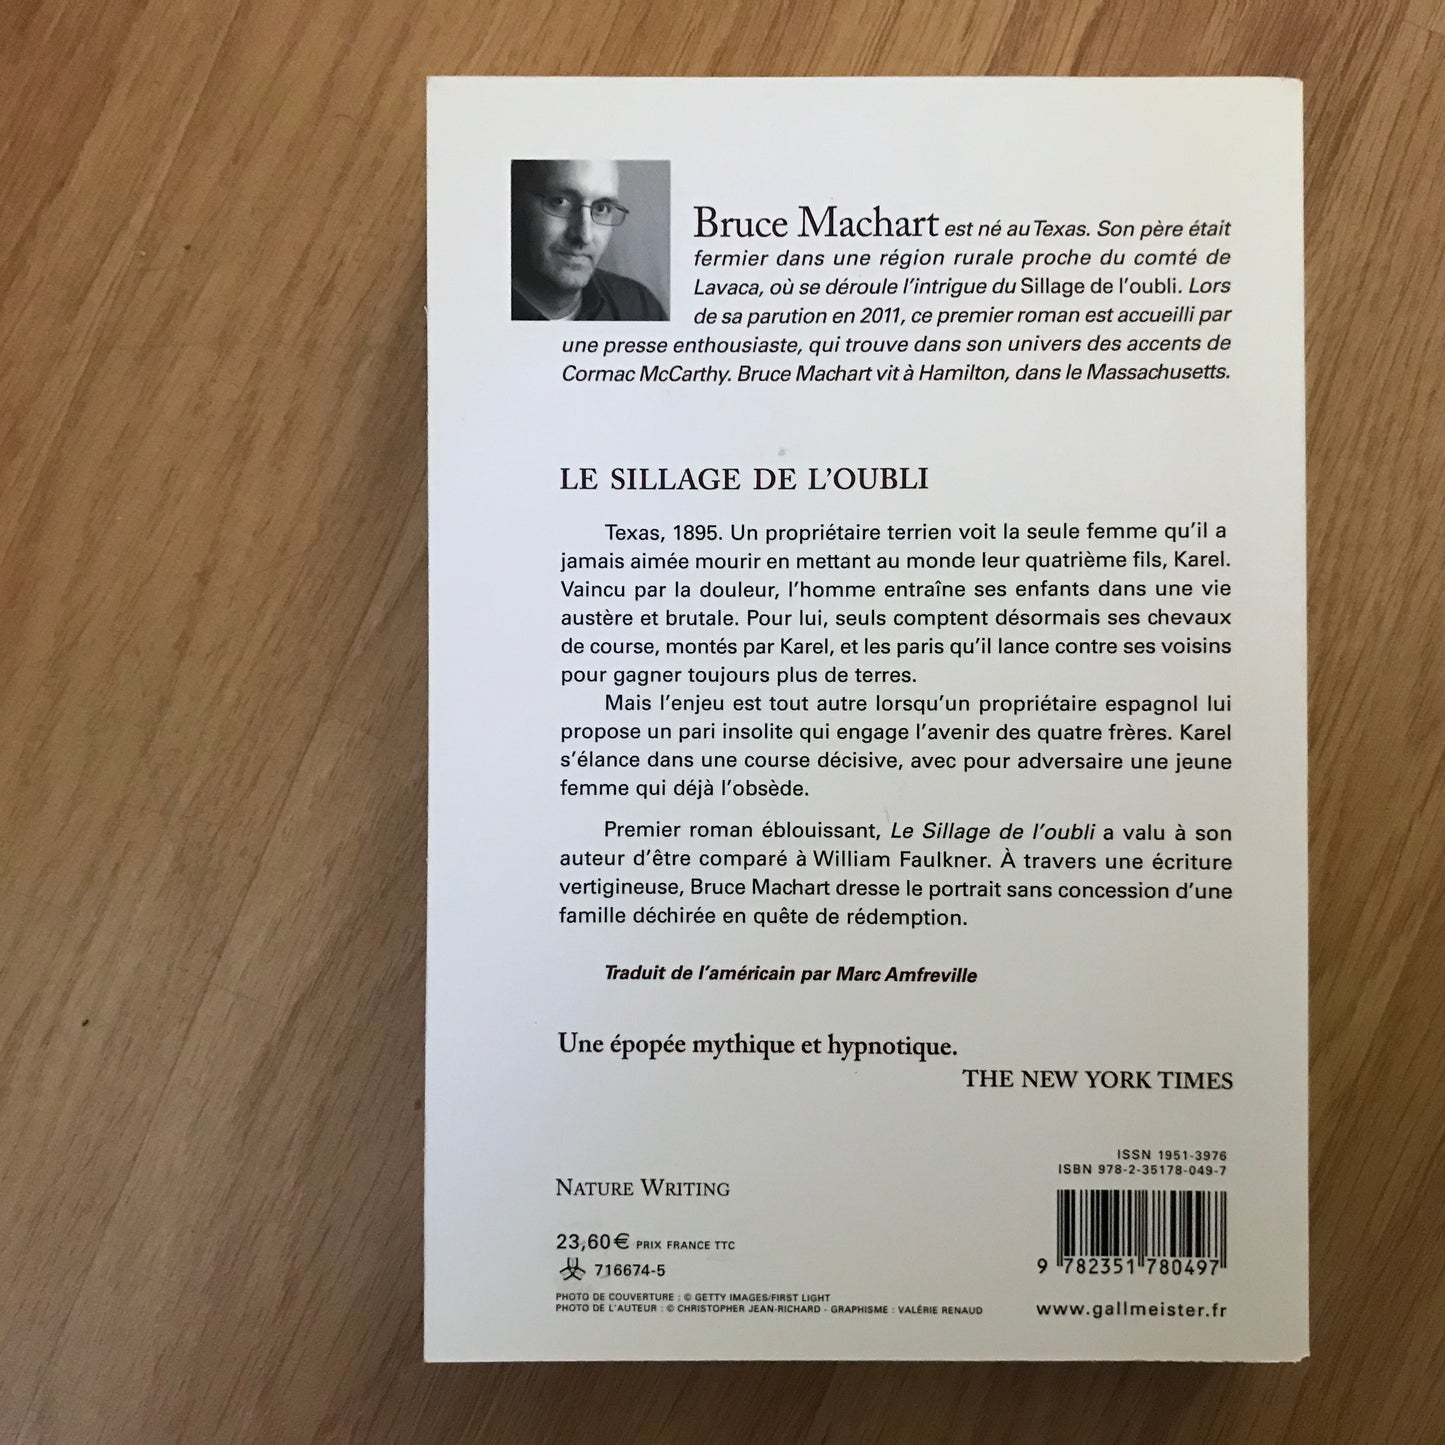 Bruce Machart est né au Texas. Son père était
fermier dans une région rurale proche du comté de
Lavaca, où se déroule l'intrigue du Sillage de l'oubli. Lors
de sa parution en 2011, ce premier roman est accueilli par
une presse enthousiaste, qui trouve dans son univers des accents de
Cormac McCarthy. Bruce Machart vit à Hamilton, dans le Massachusetts.
LE SILLAGE DE L'OUBLI
Texas, 1895. Un propriétaire terrien voit la seule femme qu'il a
jamais aimée mourir en mettant au monde leur quatrième fils, Karel.
Vaincu par la douleur, l'homme entraîne ses enfants dans une vie
austère et brutale. Pour lui, seuls comptent désormais ses chevaux
de course, montés par Karel, et les paris qu'il lance contre ses voisins
pour gagner toujours plus de terres.
Mais l'enjeu est tout autre lorsqu'un propriétaire espagnol lui
propose un pari insolite qui engage l'avenir des quatre frères. Karel
s'élance dans une course décisive, avec pour adversaire une jeune
femme qui déjà l'obsède.
Premier roman éblouissant, Le Sillage de l'oubli a valu à son
auteur d'être comparé à William Faulkner. À travers une écriture
vertigineuse, Bruce Machart dresse le portrait sans concession d'une
famille déchirée en quête de rédemption.
Traduit de l'américain par Marc Amfreville
Une épopée mythique et hypnotique.
THE NEW YORK TIMES
ISSN 1951-3976
ISBN 978-2-35178-049-7
NATURE WRITING
23,60€ PRIX FRANCE TTC
716674-5
9 782351 780497
PHOTO DE COUVERTURE : © GETTY IMAGES/FIRST LIGHT
PHOTO DE L'AUTEUR : © CHRISTOPHER JEAN-RICHARD - GRAPHISME : VALÉRIE RENAUD
www.gallmeister.fr